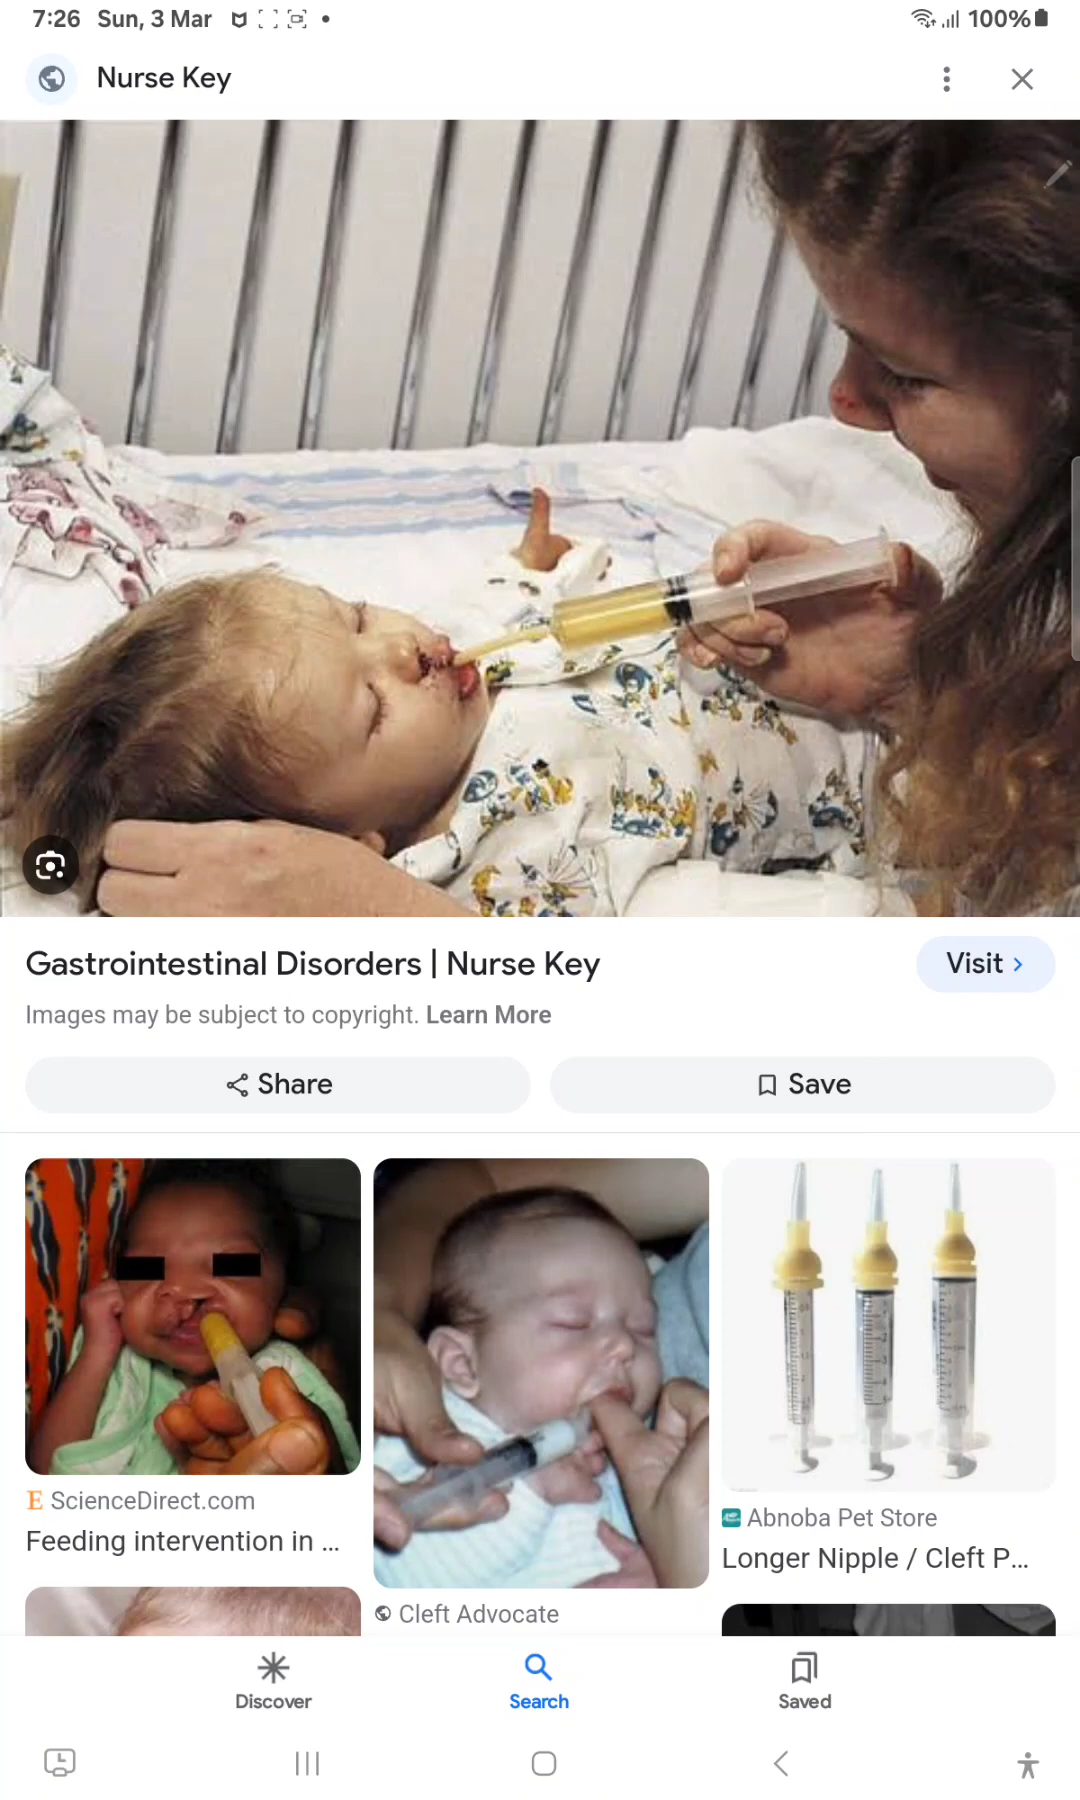 7:26 Sun, 3 Mar
100%
Nurse Key
Gastrointestinal Disorders | Nurse Key
Visit
Images may be subject to copyright. Learn More
Share
Save
E ScienceDirect.com
Feeding intervention in ...
Cleft Advocate
Abnoba Pet Store
Longer Nipple / Cleft P...
Discover
Search
Saved